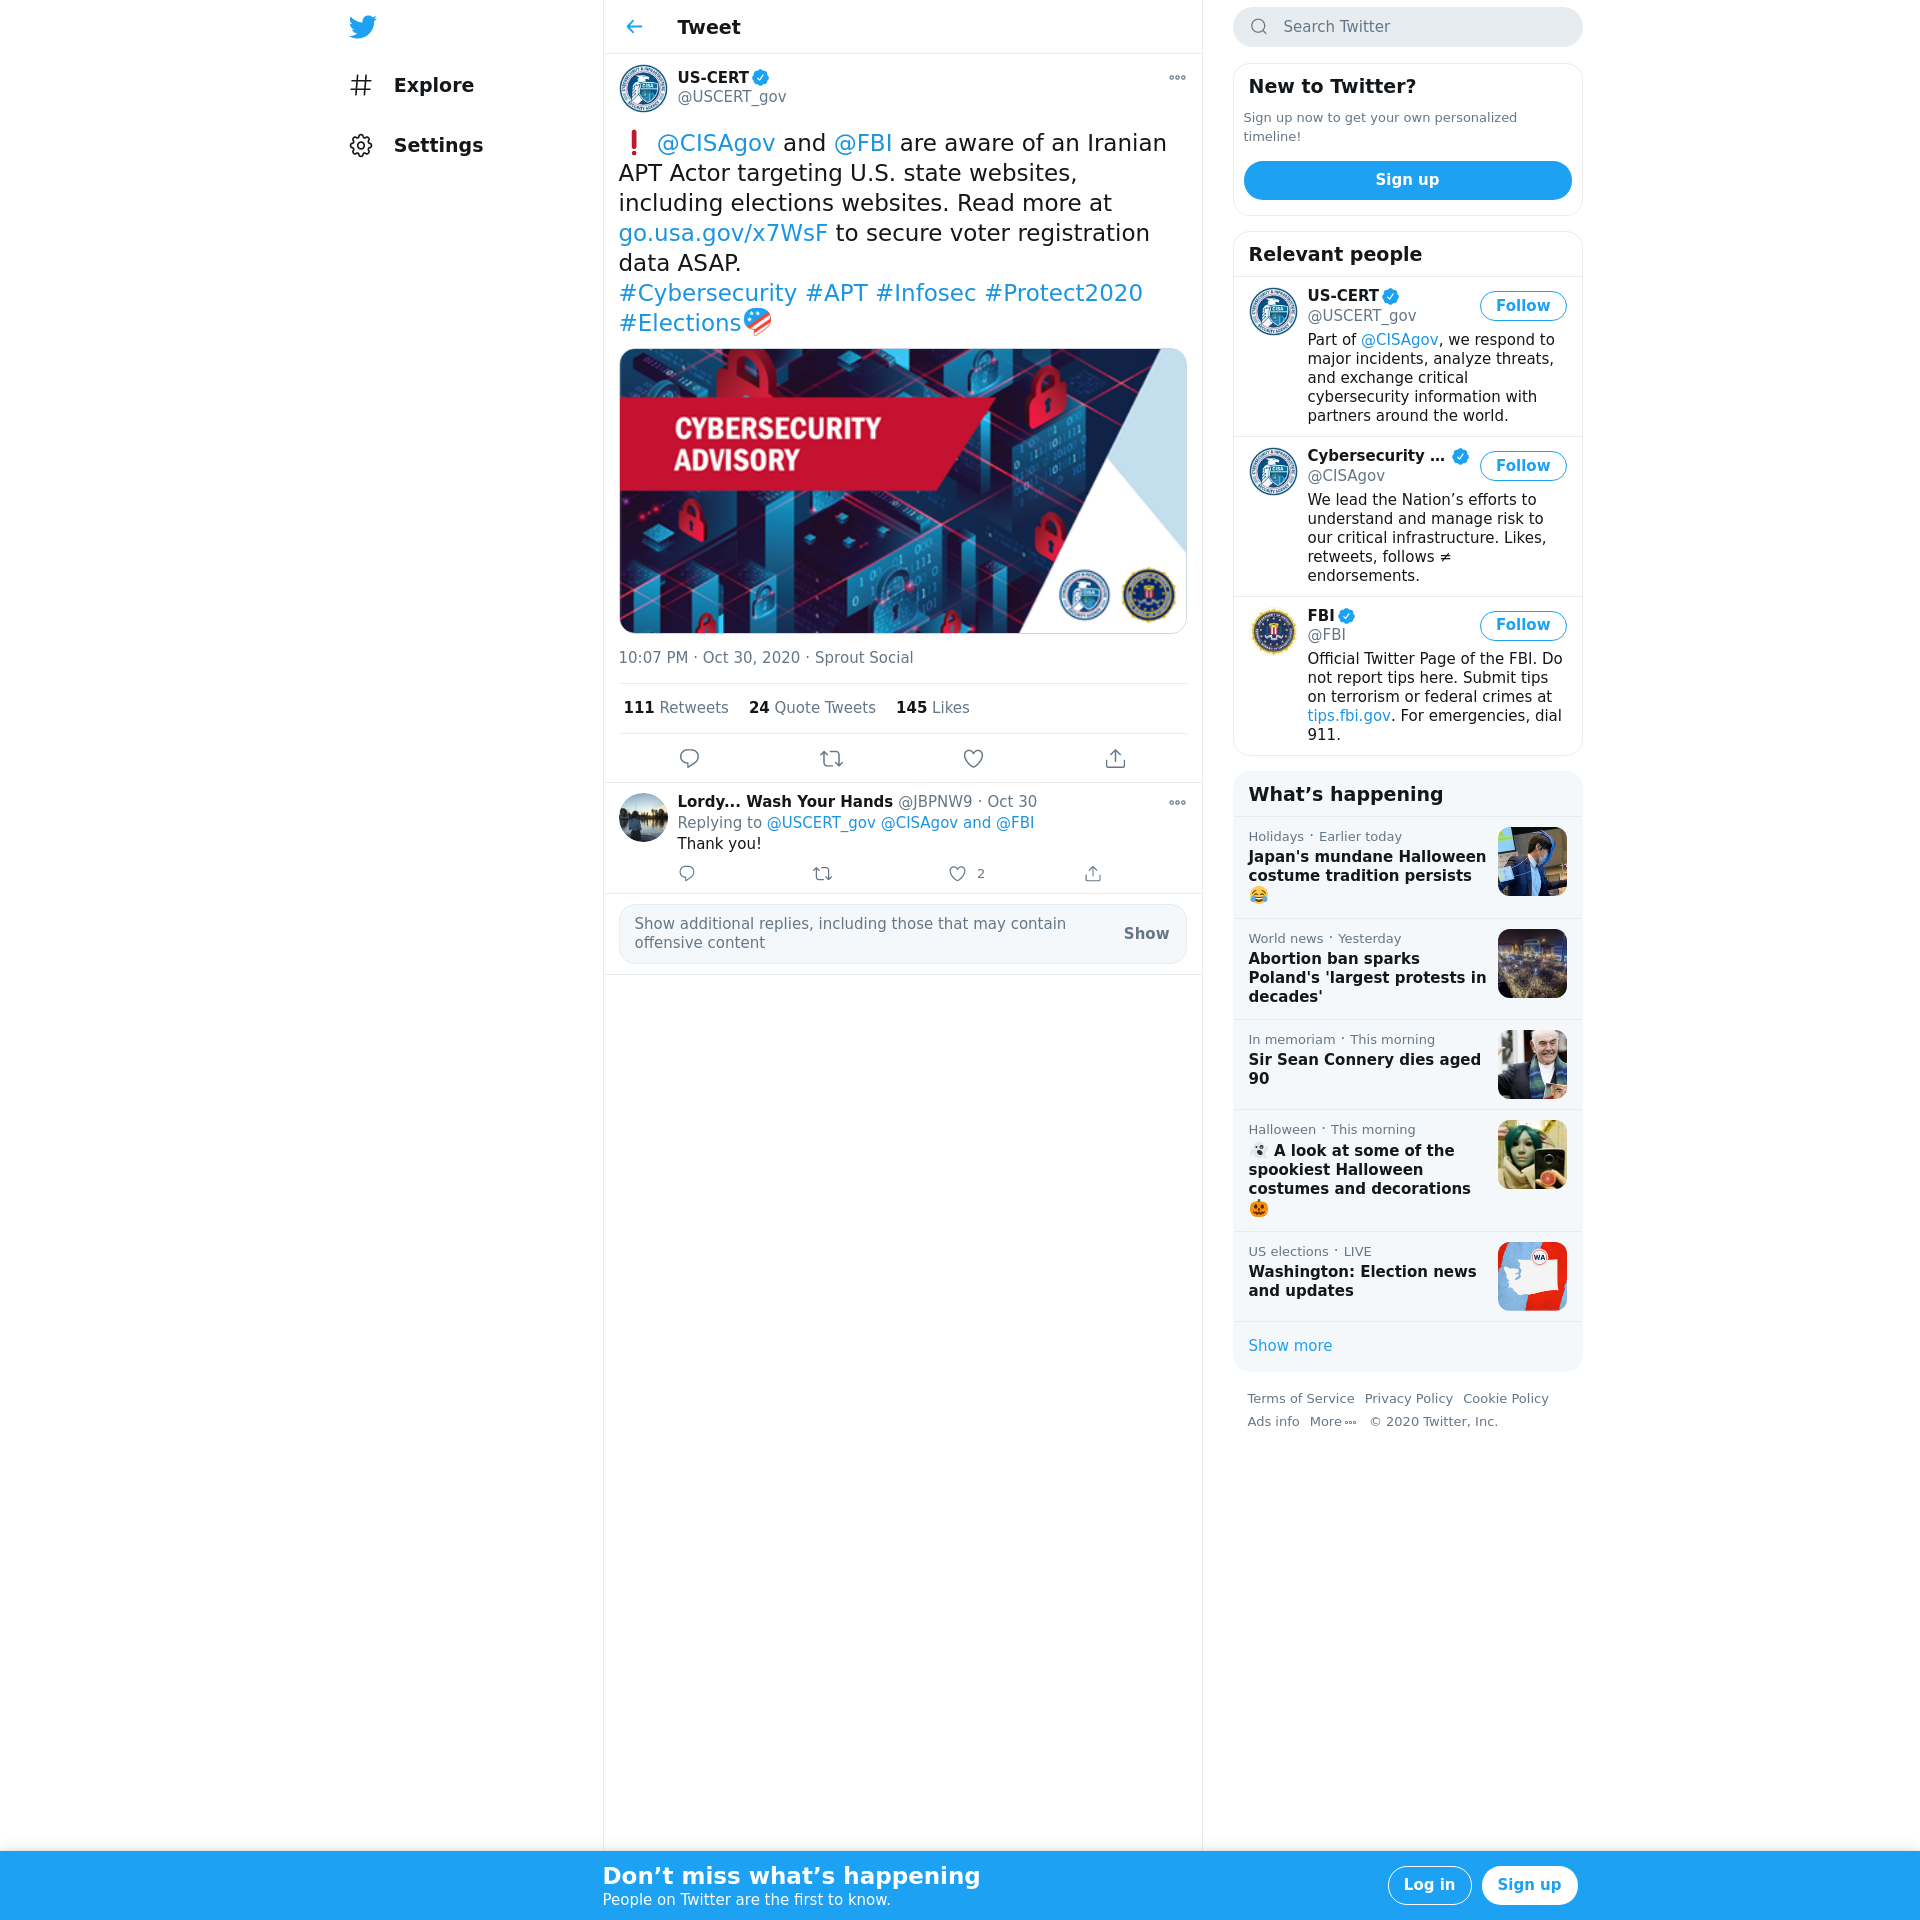 Explore
Settings
Tweet
US-CERT
@USCERT_gov
❗ @CISAgov and @FBI are aware of an Iranian
APT Actor targeting U.S. state websites,
including elections websites. Read more at
go.usa.gov/x7WsF to secure voter registration
data ASAP.
#Cybersecurity #APT #Infosec #Protect2020
#Elections
CYBERSECURITY
ADVISORY
10:07 PM · Oct 30, 2020 · Sprout Social
111 Retweets 24 Quote Tweets 145 Likes
Lordy... Wash Your Hands @JBPNW9 · Oct 30
Replying to @USCERT_gov @CISAgov and @FBI
Thank you!
2
Show additional replies, including those that may contain
offensive content
Show
Search Twitter
New to Twitter?
Sign up now to get your own personalized
timeline!
Sign up
Relevant people
US-CERT
@USCERT_gov
Follow
Part of @CISAgov, we respond to
major incidents, analyze threats,
and exchange critical
cybersecurity information with
partners around the world.
Cybersecurity ...
@CISAgov
Follow
We lead the Nation’s efforts to
understand and manage risk to
our critical infrastructure. Likes,
retweets, follows ≠
endorsements.
FBI
@FBI
Follow
Official Twitter Page of the FBI. Do
not report tips here. Submit tips
on terrorism or federal crimes at
tips.fbi.gov. For emergencies, dial
911.
What’s happening
Holidays · Earlier today
Japan's mundane Halloween
costume tradition persists
😂
World news · Yesterday
Abortion ban sparks
Poland's 'largest protests in
decades'
In memoriam · This morning
Sir Sean Connery dies aged
90
Halloween · This morning
👻 A look at some of the
spookiest Halloween
costumes and decorations
🎃
US elections · LIVE
Washington: Election news
and updates
WA
Show more
Terms of Service Privacy Policy Cookie Policy
Ads info More © 2020 Twitter, Inc.
Don’t miss what’s happening
People on Twitter are the first to know.
Log in
Sign up